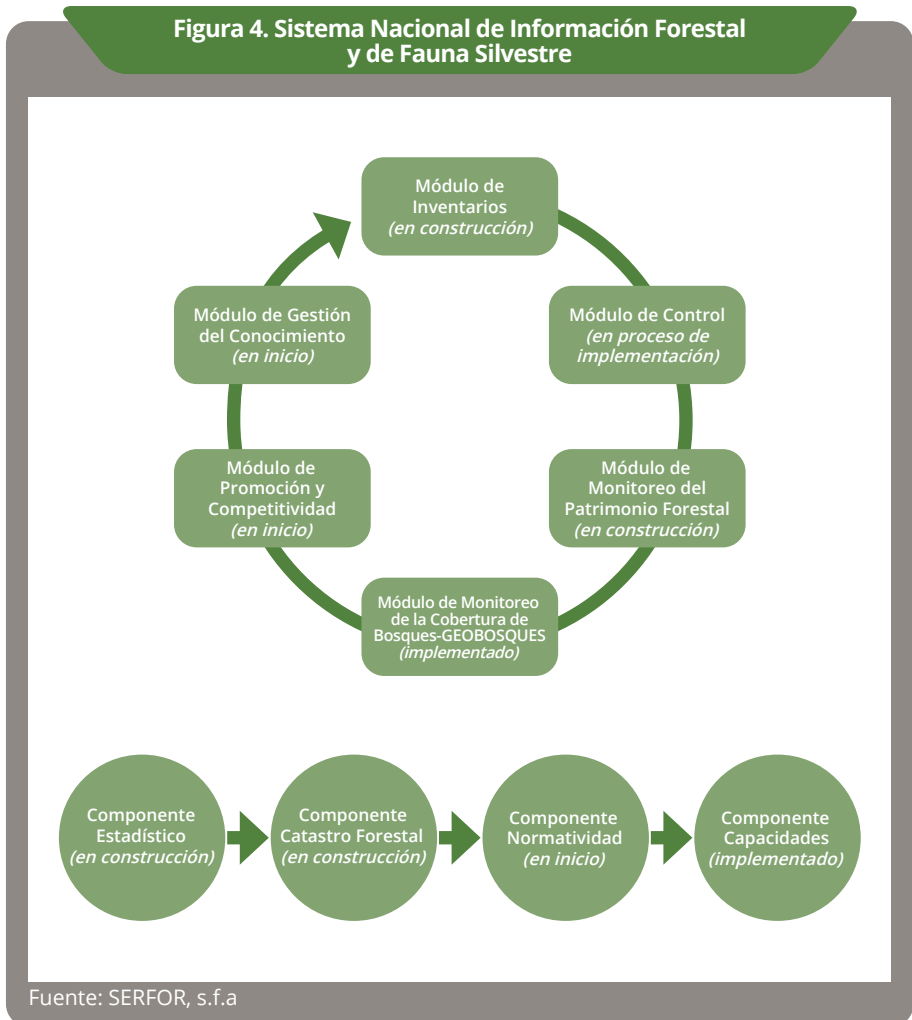 Figura 4. Sistema Nacional de Información Forestal
y de Fauna Silvestre
Módulo de
Inventarios
(en construcción)
Módulo de Gestión
del Conocimiento
(en inicio)
Módulo de Control
(en proceso de
implementación)
Módulo de
Promoción y
Competitividad
(en inicio)
Módulo de
Monitoreo del
Patrimonio Forestal
(en construcción)
Módulo de Monitoreo
de la Cobertura de
Bosques-GEOBOSQUES
(implementado)
Componente
Estadístico
(en construcción)
Componente
Catastro Forestal
(en construcción)
Componente
Normatividad
(en inicio)
Componente
Capacidades
(implementado)
Fuente: SERFOR, s.f.a